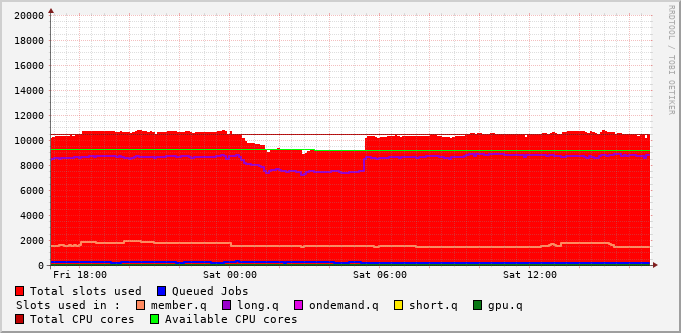 RRDTOOL / TOBI OETIKER
20000
18000
16000
14000
12000
10000
8000
6000
4000
2000
0
Fri 18:00 Sat 00:00 Sat 06:00 Sat 12:00
Total slots used Queued Jobs
Slots used in : member.q long.q ondemand.q short.q gpu.q
Total CPU cores Available CPU cores